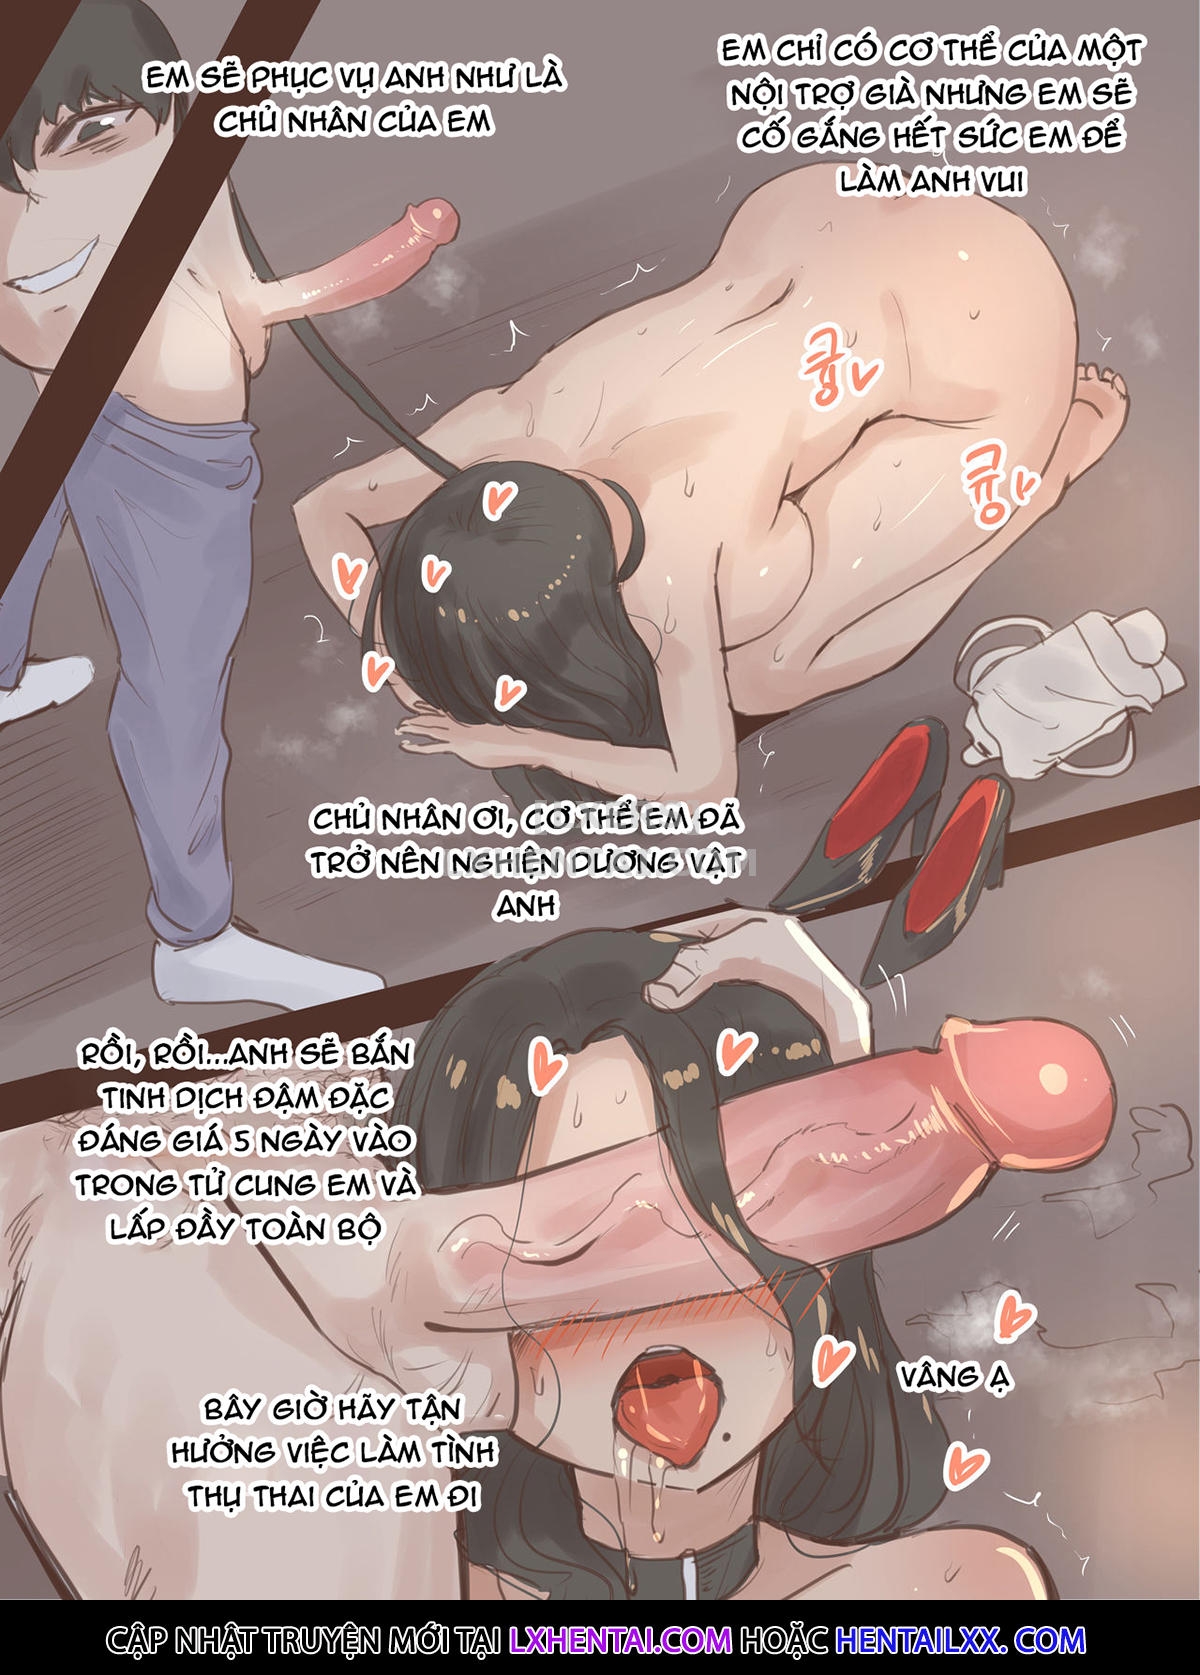 EM SẼ PHỤC VỤ ANH NHƯ LÀ
CHỦ NHÂN CỦA EM
EM CHỈ CÓ CƠ THỂ CỦA MỘT
NỘI TRỢ GIÀ NHƯNG EM SẼ
CỐ GẮNG HẾT SỨC EM ĐỂ
LÀM ANH VUI
큥
큥
CHỦ NHÂN ƠI, CƠ THỂ EM ĐÃ
TRỞ NÊN NGHIỆN DƯƠNG VẬT
ANH
RỒI, RỒI...ANH SẼ BẮN
TINH DỊCH ĐẬM ĐẶC
ĐÁNG GIÁ 5 NGÀY VÀO
TRONG TỬ CUNG EM VÀ
LẤP ĐẦY TOÀN BỘ
VÂNG Ạ
BÂY GIỜ HÃY TẬN
HƯỞNG VIỆC LÀM TÌNH
THỤ THAI CỦA EM ĐI
CẬP NHẬT TRUYỆN MỚI TẠI LXHENTAI.COM HOẶC HENTAILXX. COM